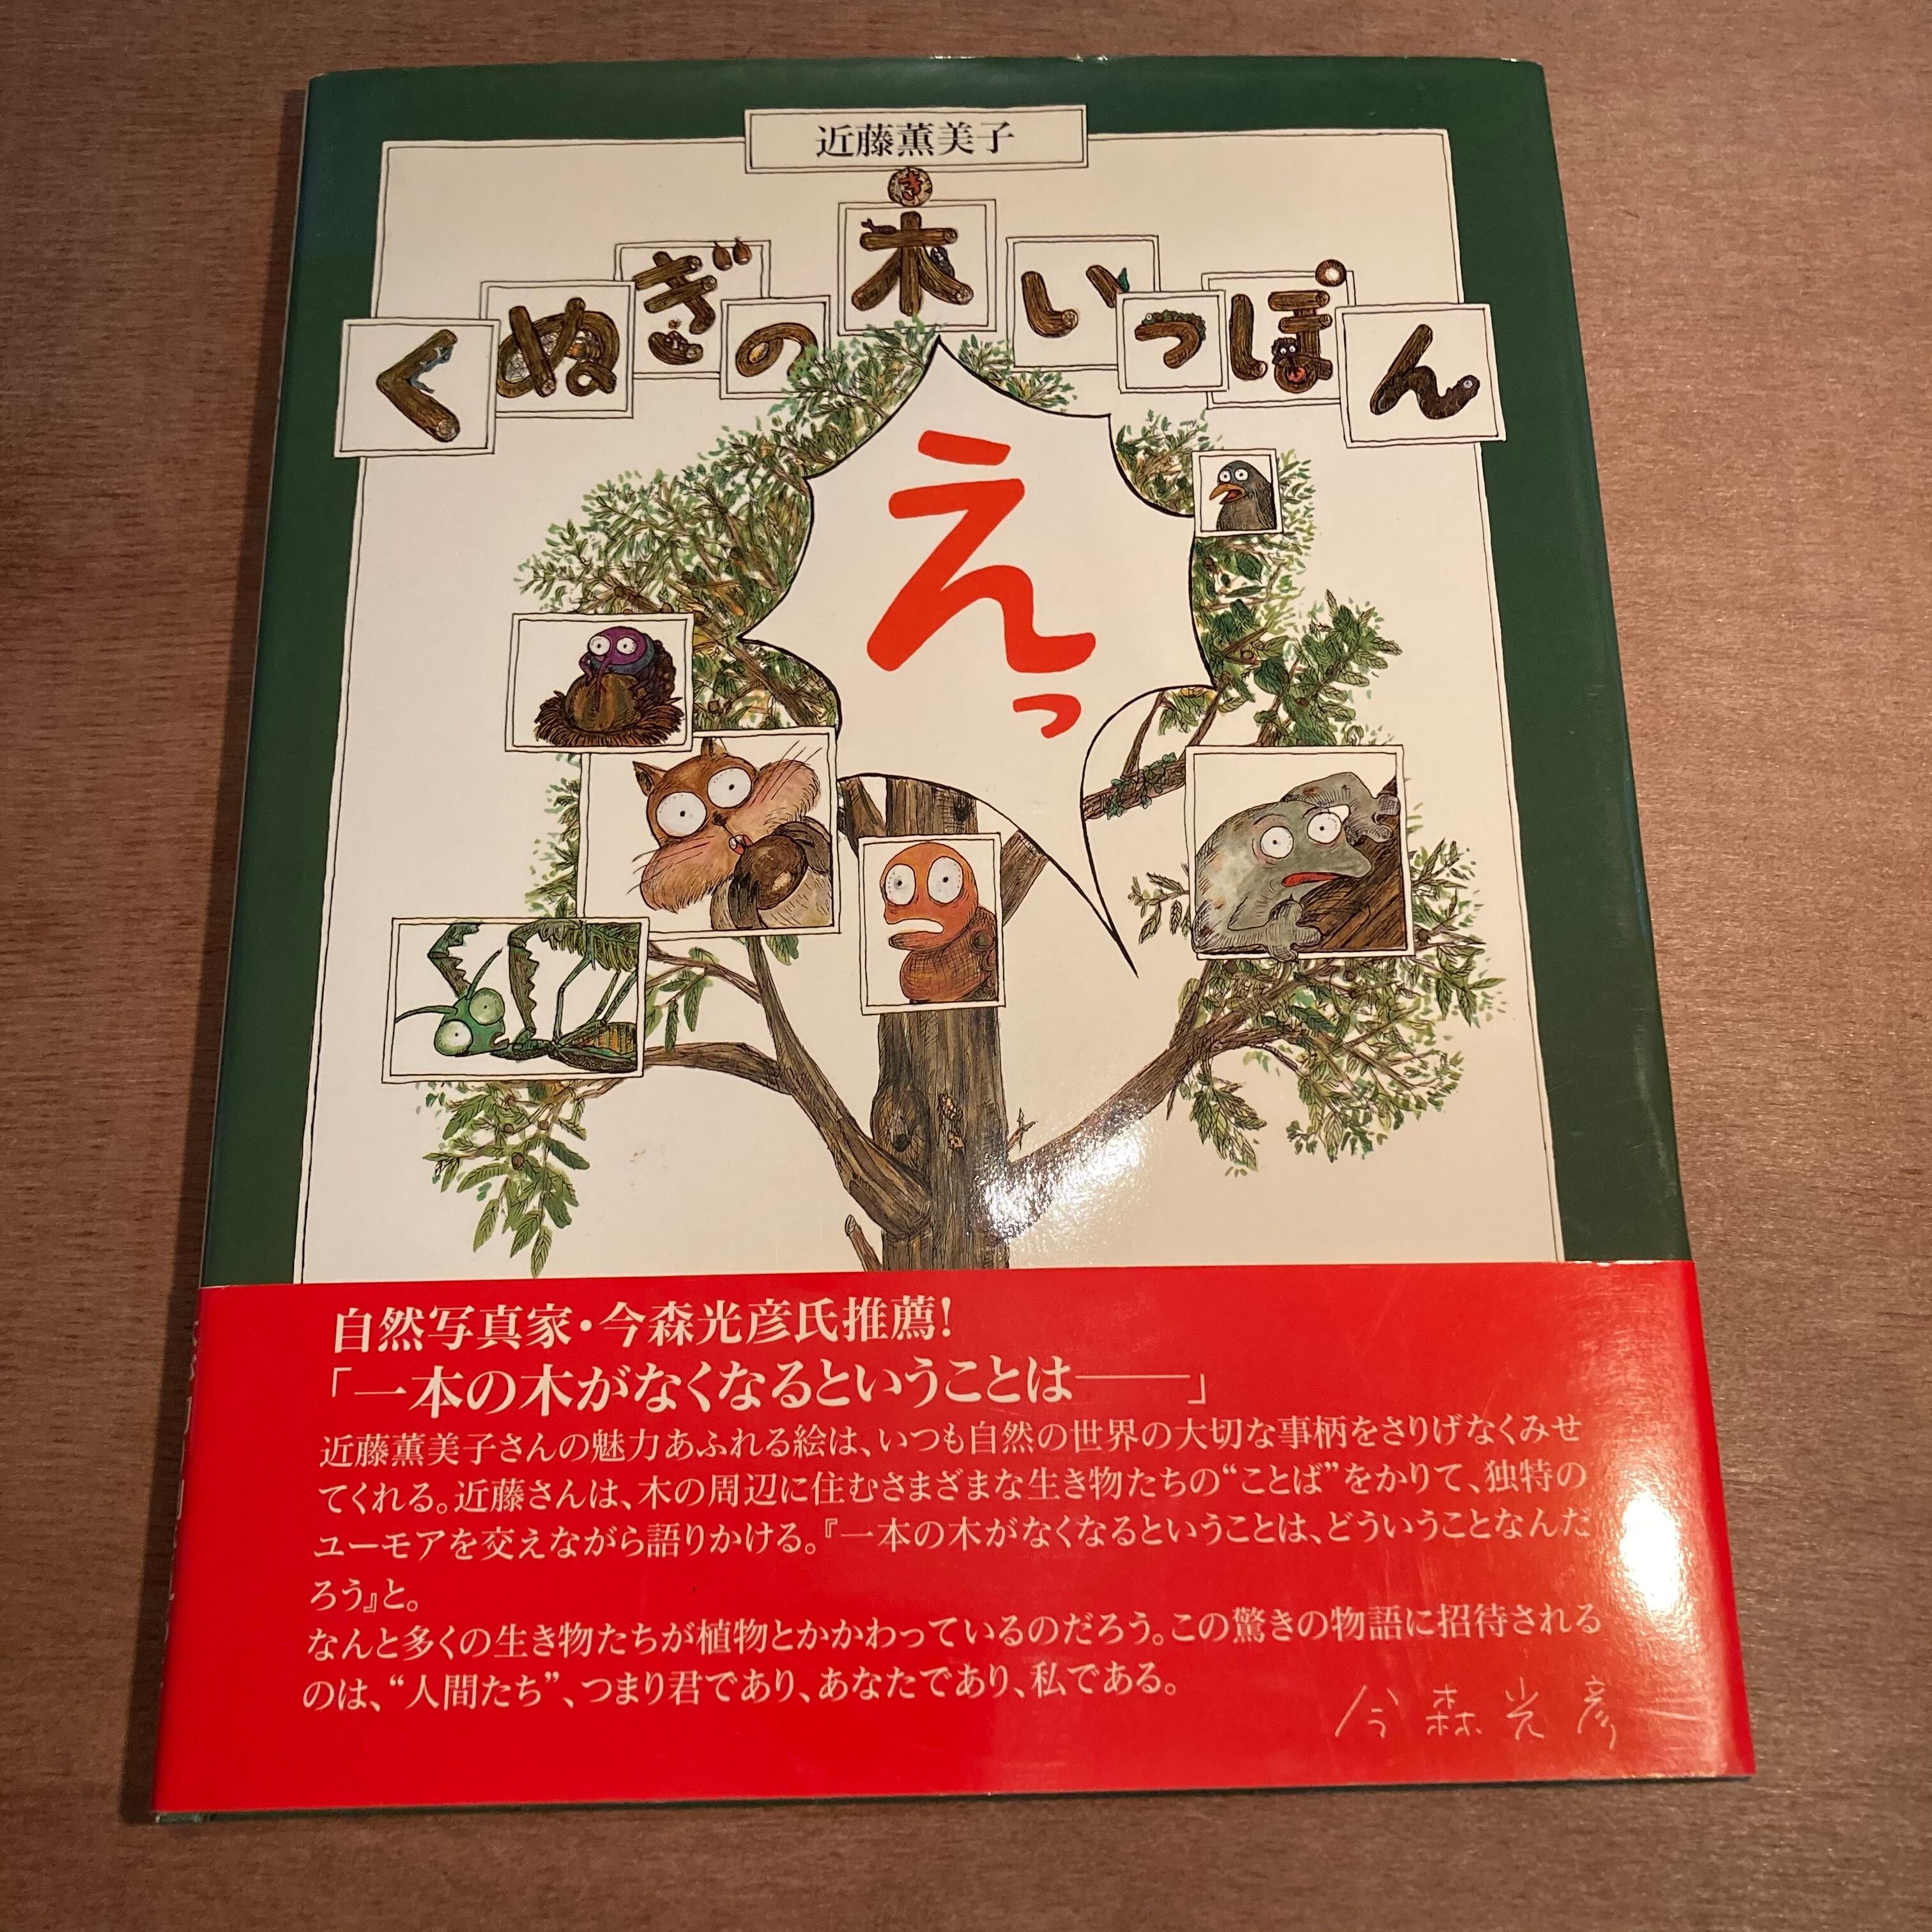 近藤薫美子
き
くぬぎの木いっぽん
えっ
自然写真家・今森光彦氏推薦!
「一本の木がなくなるということは――」
近藤薫美子さんの魅力あふれる絵は、いつも自然の世界の大切な事柄をさりげなくみせ
てくれる。近藤さんは、木の周辺に住むさまざまな生き物たちの“ことば”をかりて、独特の
ユーモアを交えながら語りかける。『一本の木がなくなるということは、どういうことなんだ
ろう』と。
なんと多くの生き物たちが植物とかかわっているのだろう。この驚きの物語に招待される
のは、“人間たち”、つまり君であり、あなたであり、私である。
今森光彦